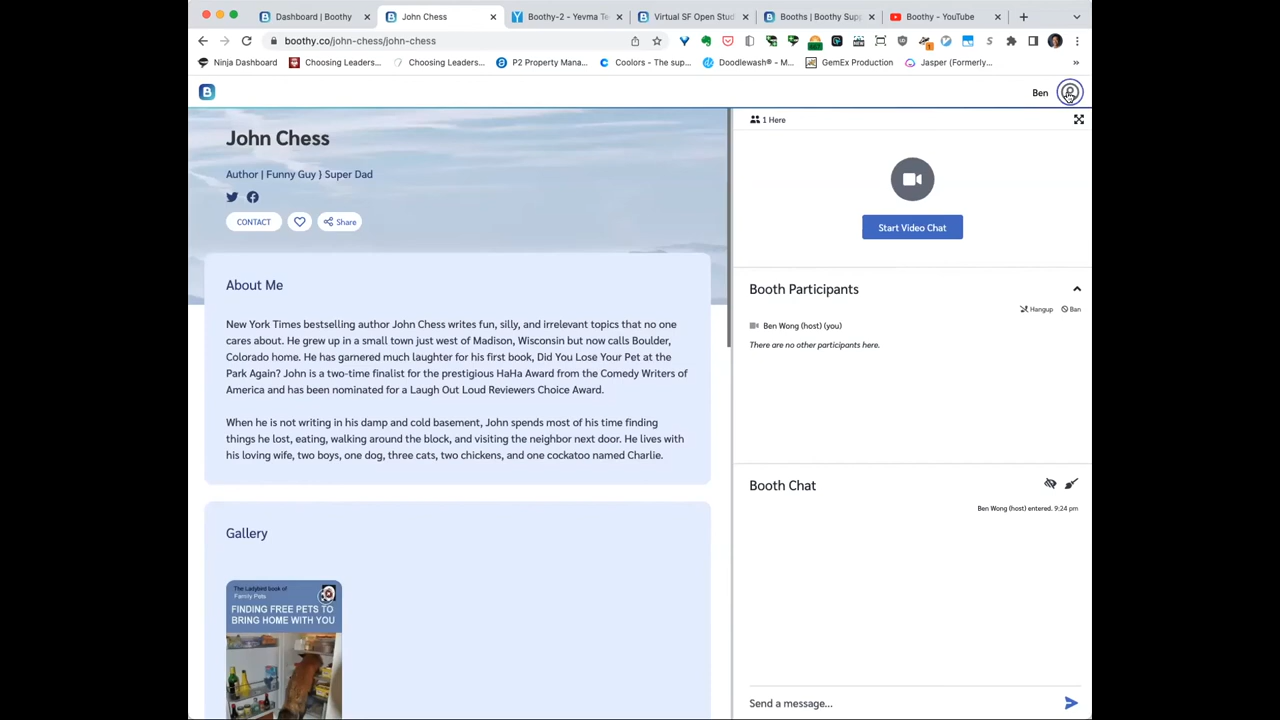 Dashboard | Boothy
John Chess
Boothy-2 - Yevma Te
Virtual SF Open Stud
Booths | Boothy Supp
Boothy - YouTube
boothy.co/john-chess/john-chess
Ninja Dashboard
Choosing Leaders...
Choosing Leaders...
P2 Property Mana...
Coolors - The sup...
Doodlewash® - M...
GemEx Production
Jasper (Formerly...
»
B
Ben
John Chess
Author | Funny Guy } Super Dad
CONTACT
Share
About Me
New York Times bestselling author John Chess writes fun, silly, and irrelevant topics that no one
cares about. He grew up in a small town just west of Madison, Wisconsin but now calls Boulder,
Colorado home. He has garnered much laughter for his first book, Did You Lose Your Pet at the
Park Again? John is a two-time finalist for the prestigious HaHa Award from the Comedy Writers of
America and has been nominated for a Laugh Out Loud Reviewers Choice Award.
When he is not writing in his damp and cold basement, John spends most of his time finding
things he lost, eating, walking around the block, and visiting the neighbor next door. He lives with
his loving wife, two boys, one dog, three cats, two chickens, and one cockatoo named Charlie.
Gallery
The Ladybird book of
Family Pets
FINDING FREE PETS TO
BRING HOME WITH YOU
1 Here
Start Video Chat
Booth Participants
Hangup
Ban
Ben Wong (host) (you)
There are no other participants here.
Booth Chat
Ben Wong (host) entered. 9:24 pm
Send a message...